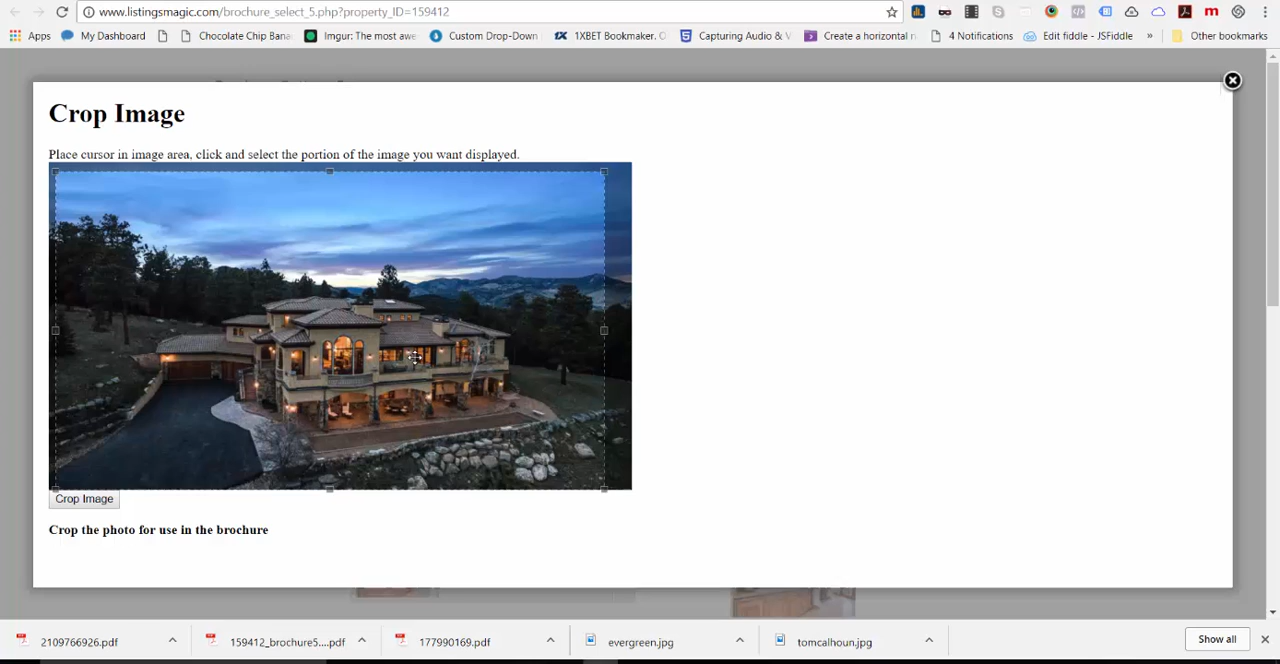 www.listingsmagic.com/brochure_select_5.php?property_ID=159412
Apps My Dashboard Chocolate Chip Bana Imgur: The most awe Custom Drop-Down 1XBET Bookmaker. Capturing Audio & V Create a horizontal r 4 Notifications Edit fiddle - JSFiddle » Other bookmarks
Crop Image
Place cursor in image area, click and select the portion of the image you want displayed.
Crop Image
Crop the photo for use in the brochure
2109766926.pdf 159412_brochure5....pdf 177990169.pdf evergreen.jpg tomcalhoun.jpg Show all